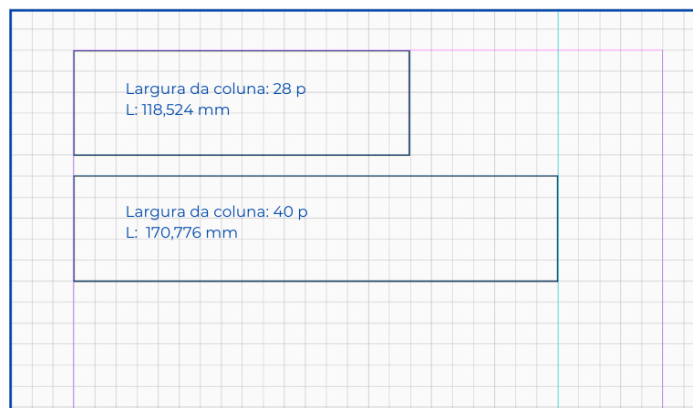 Largura da coluna: 28 p
L: 118,524 mm
Largura da coluna: 40 p
L: 170,776 mm